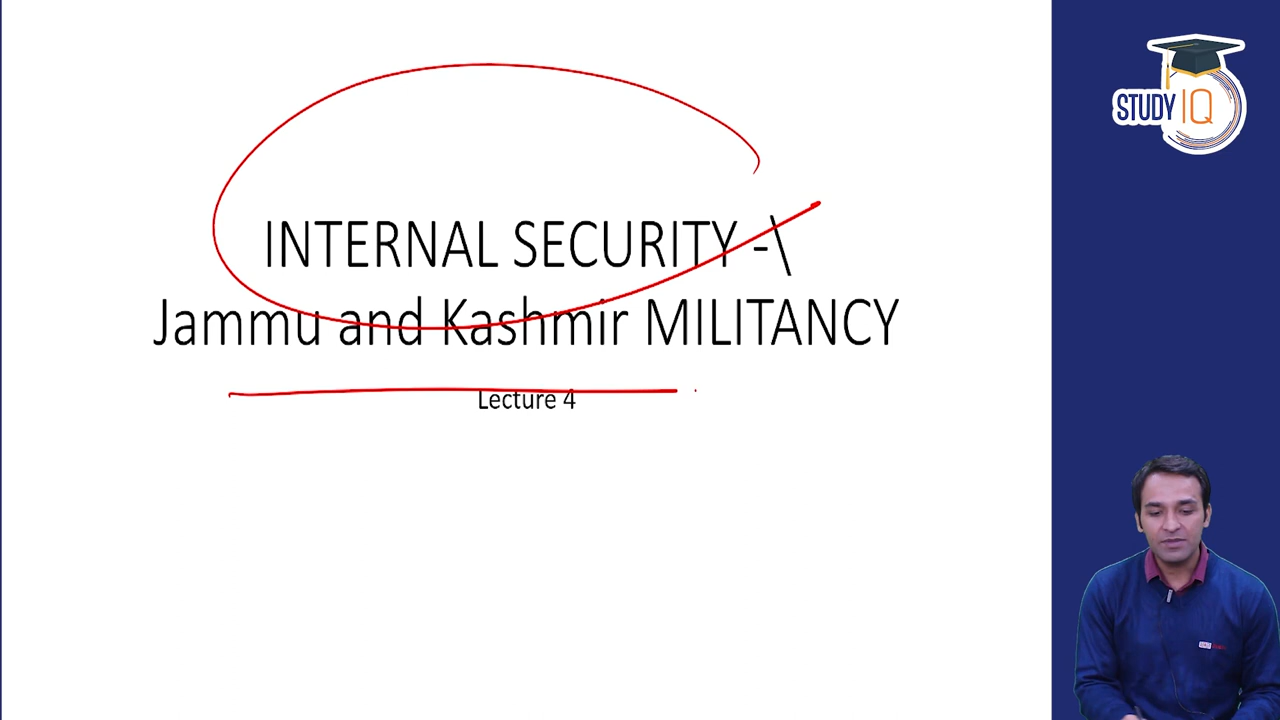 STUDY IQ
INTERNAL SECURITY -\
Jammu and Kashmir MILITANCY
Lecture 4